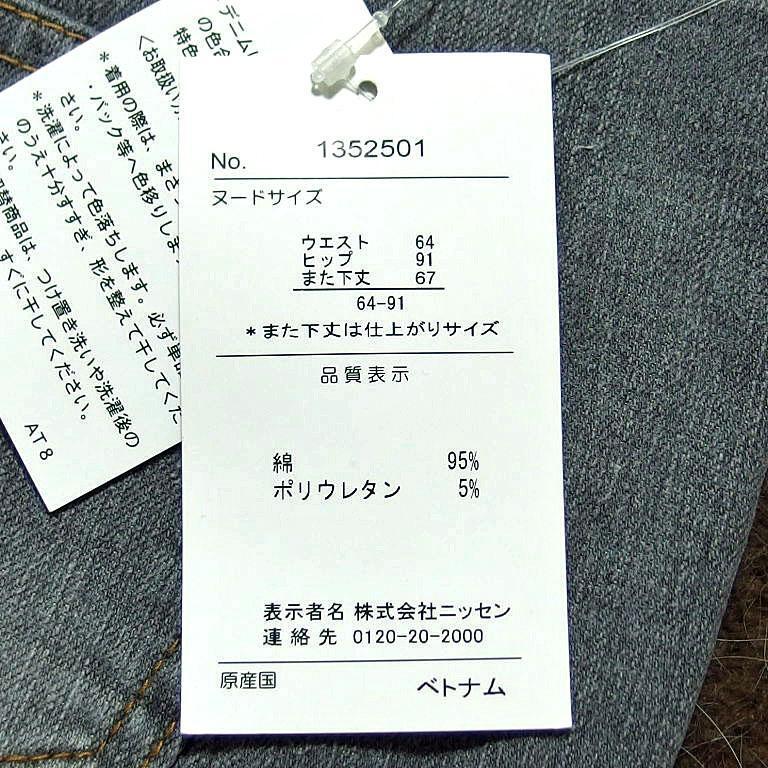 No. 1352501
ヌードサイズ
ウエスト 64
ヒップ 91
また下丈 67
64-91
*また下丈は仕上がりサイズ
品質表示
綿 95%
ポリウレタン 5%
表示者名 株式会社ニッセン
連絡先 0120-20-2000
原産国 ベトナム
デニム
の色
特色
<お取扱い
*着用の際は、まさつ
・バック等へ色移りしま
さい。
*洗濯によって色落ちします。必ず単
のうえ十分すすぎ、形を整えて干してくだ
さい。
商品は、つけ置き洗いや洗濯後の
すぐに干してください。
AT8